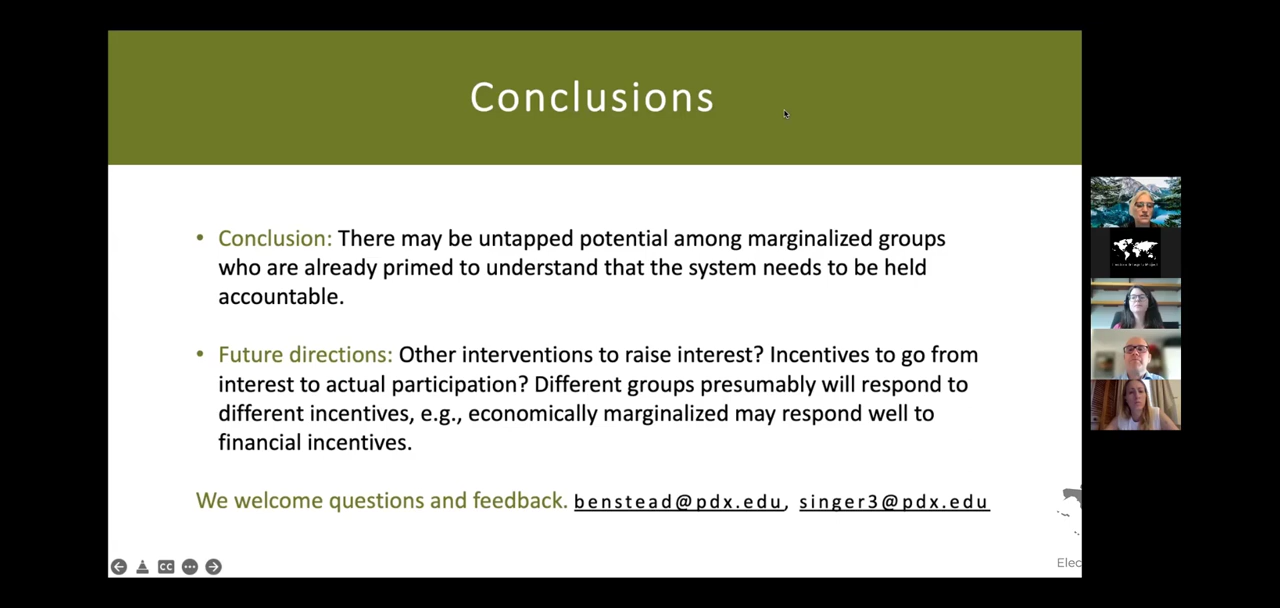 Conclusions
• Conclusion: There may be untapped potential among marginalized groups
who are already primed to understand that the system needs to be held
accountable.
• Future directions: Other interventions to raise interest? Incentives to go from
interest to actual participation? Different groups presumably will respond to
different incentives, e.g., economically marginalized may respond well to
financial incentives.
We welcome questions and feedback. benstead@pdx.edu, singer3@pdx.edu
Elec
CC